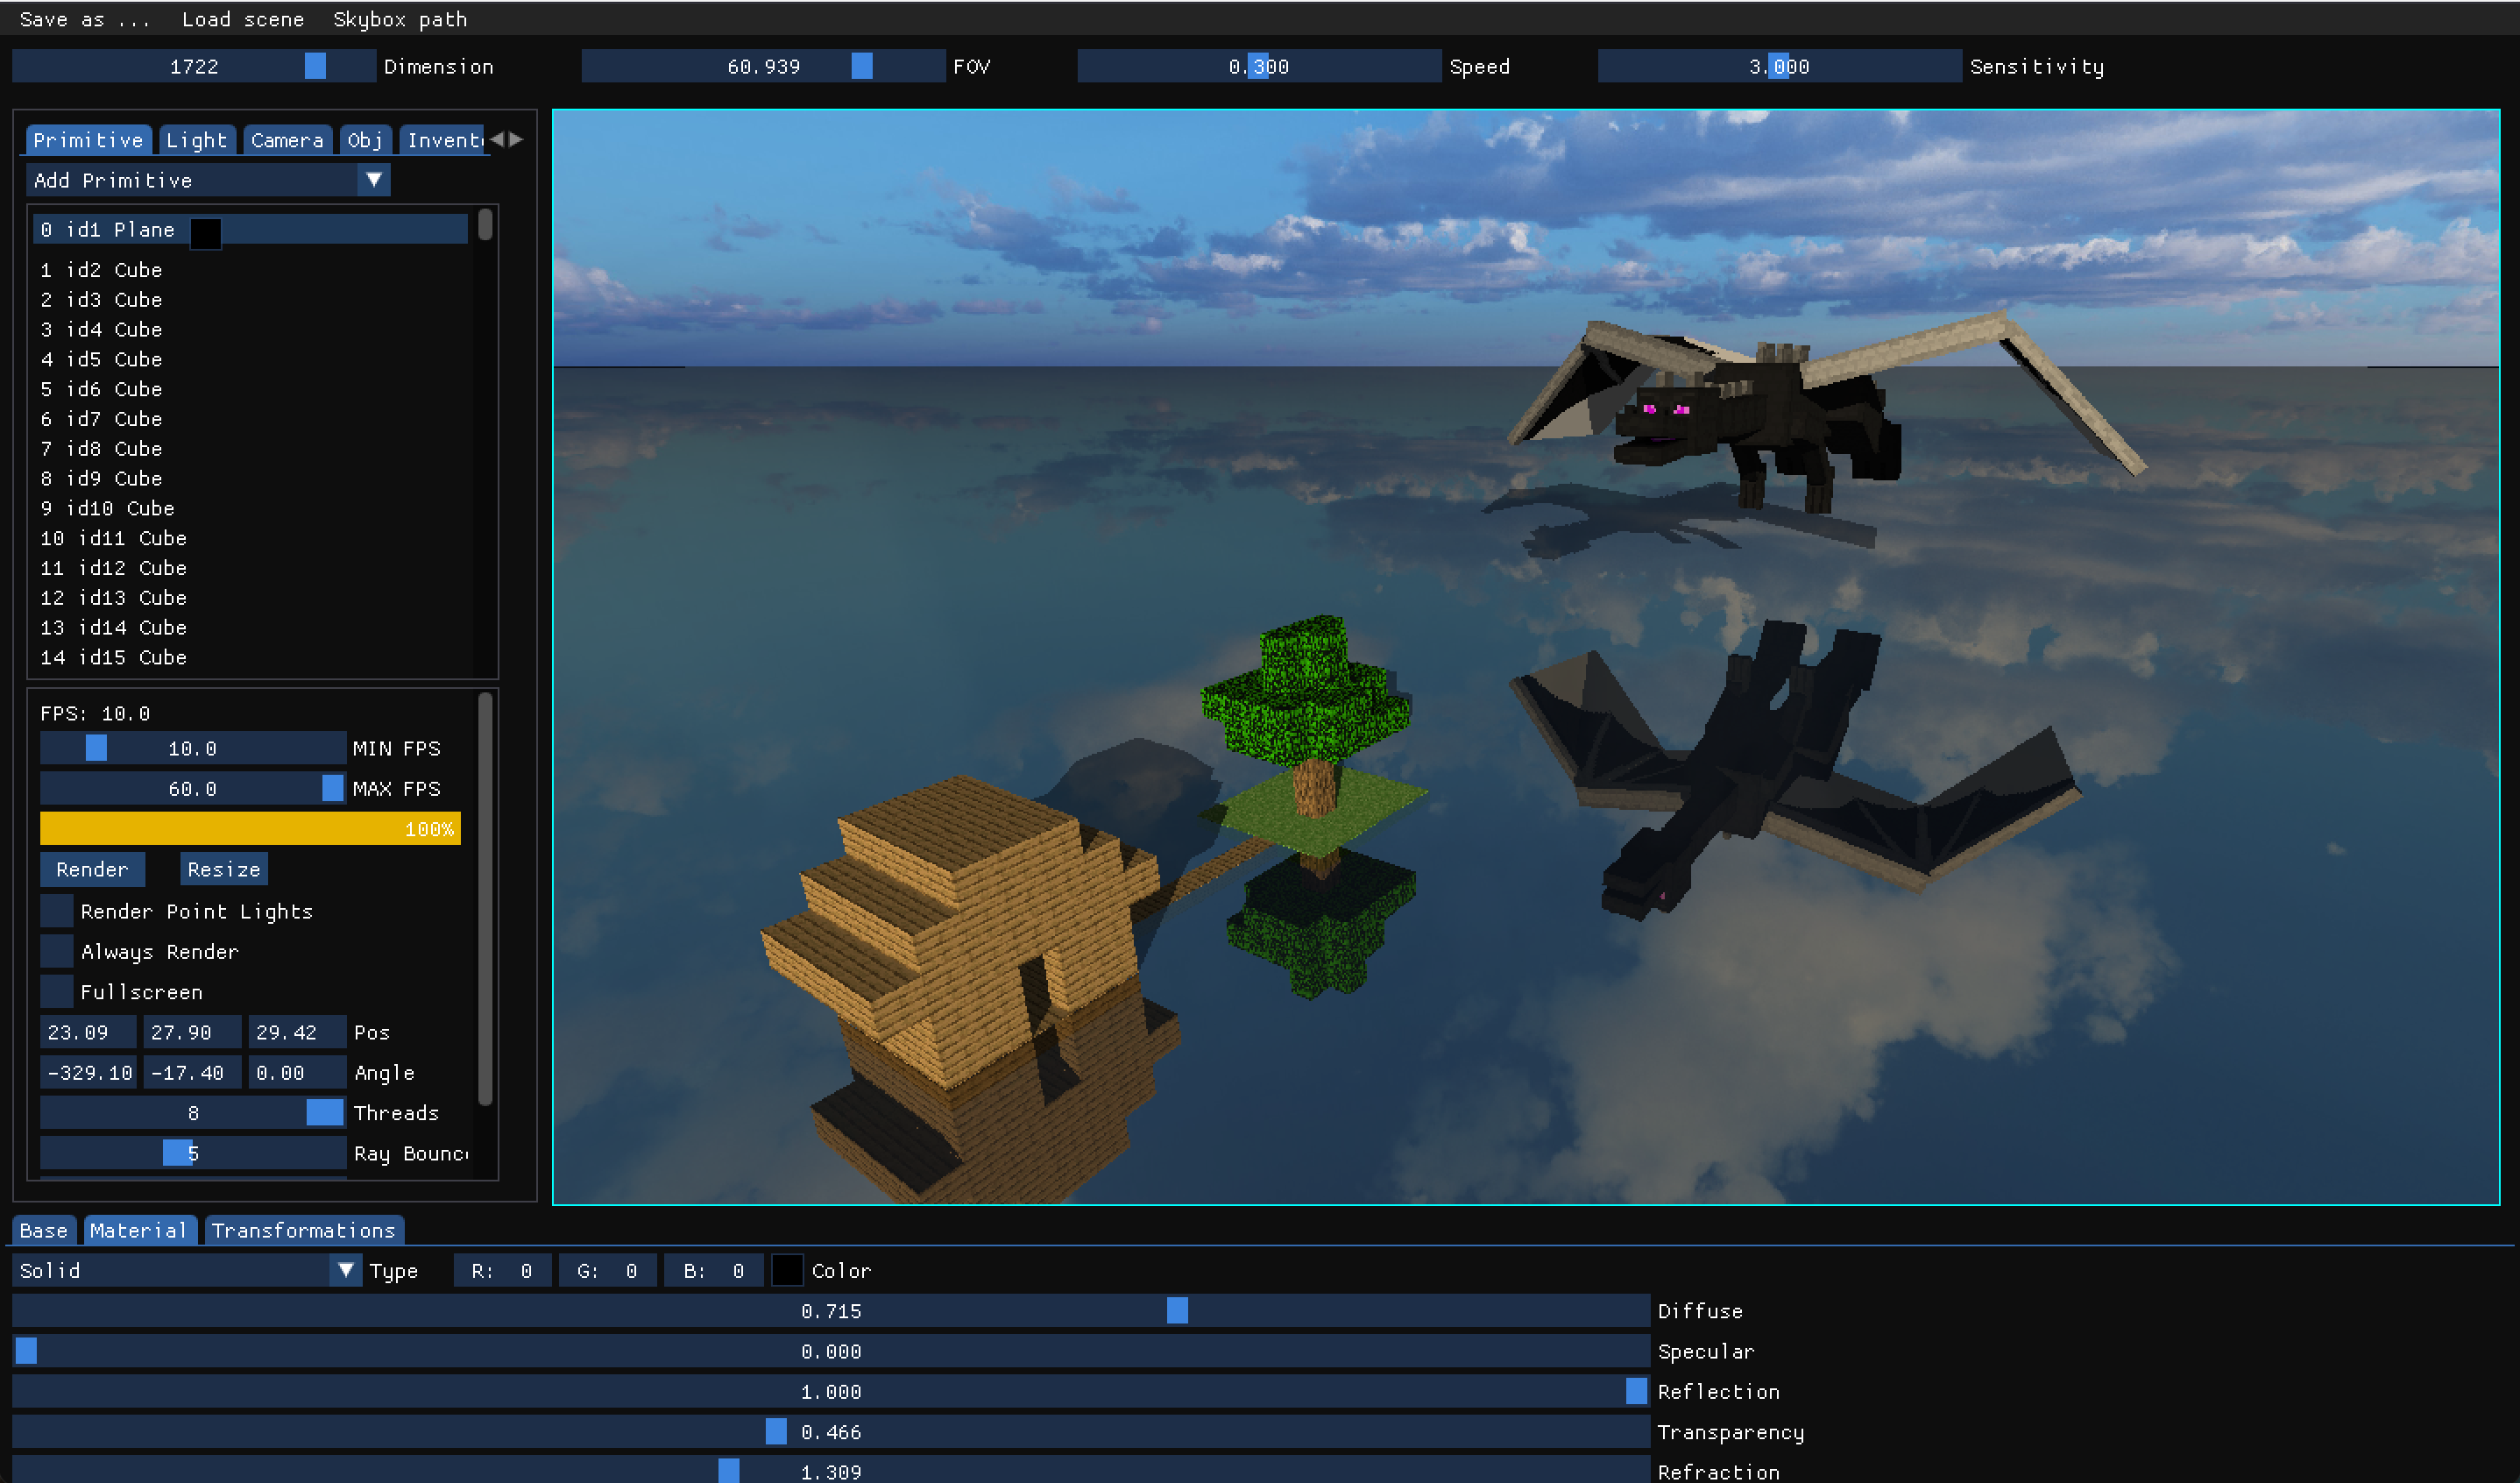 Save as ... Load scene Skybox path
1722 Dimension 60.939 FOV 0.300 Speed 3.000 Sensitivity
Primitive Light Camera Obj Invent
Add Primitive
0 id1 Plane
1 id2 Cube
2 id3 Cube
3 id4 Cube
4 id5 Cube
5 id6 Cube
6 id7 Cube
7 id8 Cube
8 id9 Cube
9 id10 Cube
10 id11 Cube
11 id12 Cube
12 id13 Cube
13 id14 Cube
14 id15 Cube
FPS: 10.0
10.0 MIN FPS
60.0 MAX FPS
100%
Render Resize
Render Point Lights
Always Render
Fullscreen
23.09 27.90 29.42 Pos
-329.10 -17.40 0.00 Angle
8 Threads
5 Ray Bounc
Base Material Transformations
Solid Type R: 0 G: 0 B: 0 Color
0.715 Diffuse
0.000 Specular
1.000 Reflection
0.466 Transparency
1.309 Refraction